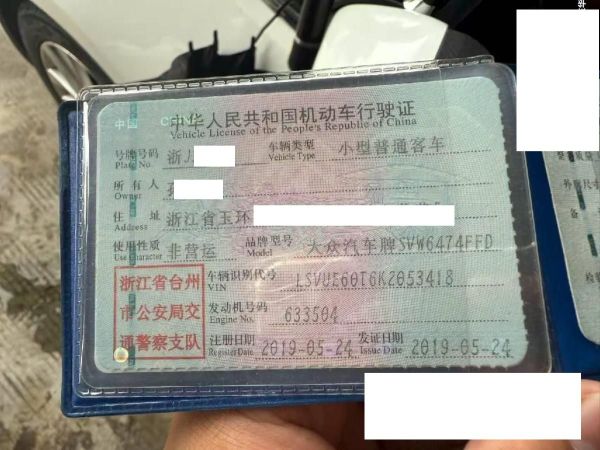 中国 CHINA
中华人民共和国机动车行驶证
Vehicle License of the People's Republic of China
号牌号码 浙J 车辆类型 小型普通客车
Plate No. Vehicle Type
所有人
Owner
住址 浙江省玉环
Address
使用性质 非营运 品牌型号 大众汽车牌SVW6474FFD
Use Character Model
浙江省台州 车辆识别代号 LSVUE60T6K2053418
VIN
市公安局交 发动机号码 633504
Engine No.
通警察支队 注册日期 2019-05-24 发证日期 2019-05-24
Register Date Issue Date